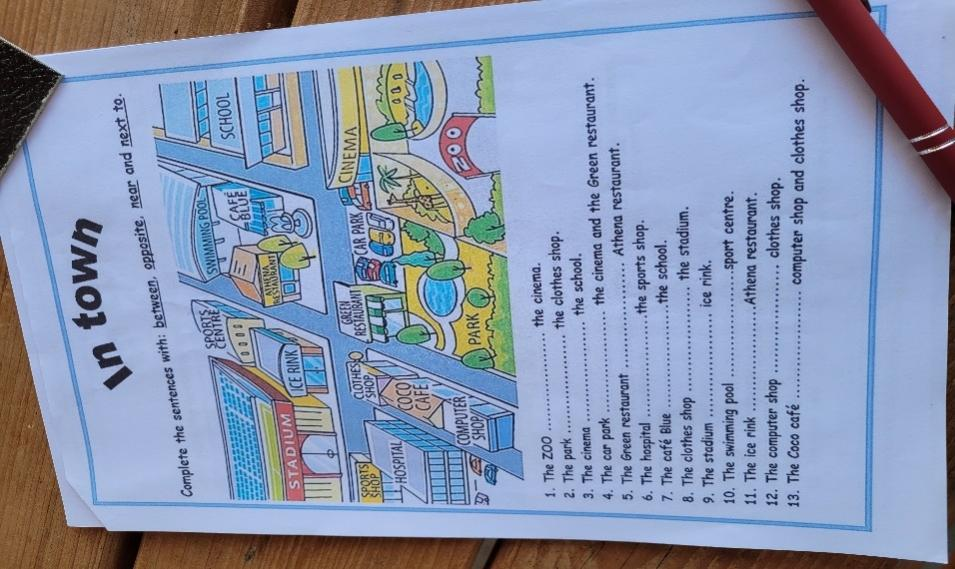 In town
Complete the sentences with: between, opposite, near and next to.
SCHOOL
SWIMMING POOL
CAFÉ BLUE
ATHENA RESTAURANT
SPORTS CENTRE
ICE RINK
STADIUM
CINEMA
CAR PARK
GREEN RESTAURANT
CLOTHES SHOP
SPORTS SHOP
HOSPITAL
COCO CAFÉ
COMPUTER SHOP
PARK
ZOO
1. The ZOO .................... the cinema.
2. The park .................... the clothes shop.
3. The cinema .................... the school.
4. The car park .................... the cinema and the Green restaurant
5. The Green restaurant .................... Athena restaurant.
6. The hospital .................... the sports shop.
7. The café Blue .................... the school.
8. The clothes shop .................... the stadium.
9. The stadium .................... ice rink.
10. The swimming pool .................... sport centre.
11. The ice rink .................... Athena restaurant.
12. The computer shop .................... clothes shop.
13. The Coco café .................... computer shop and clothes shop.